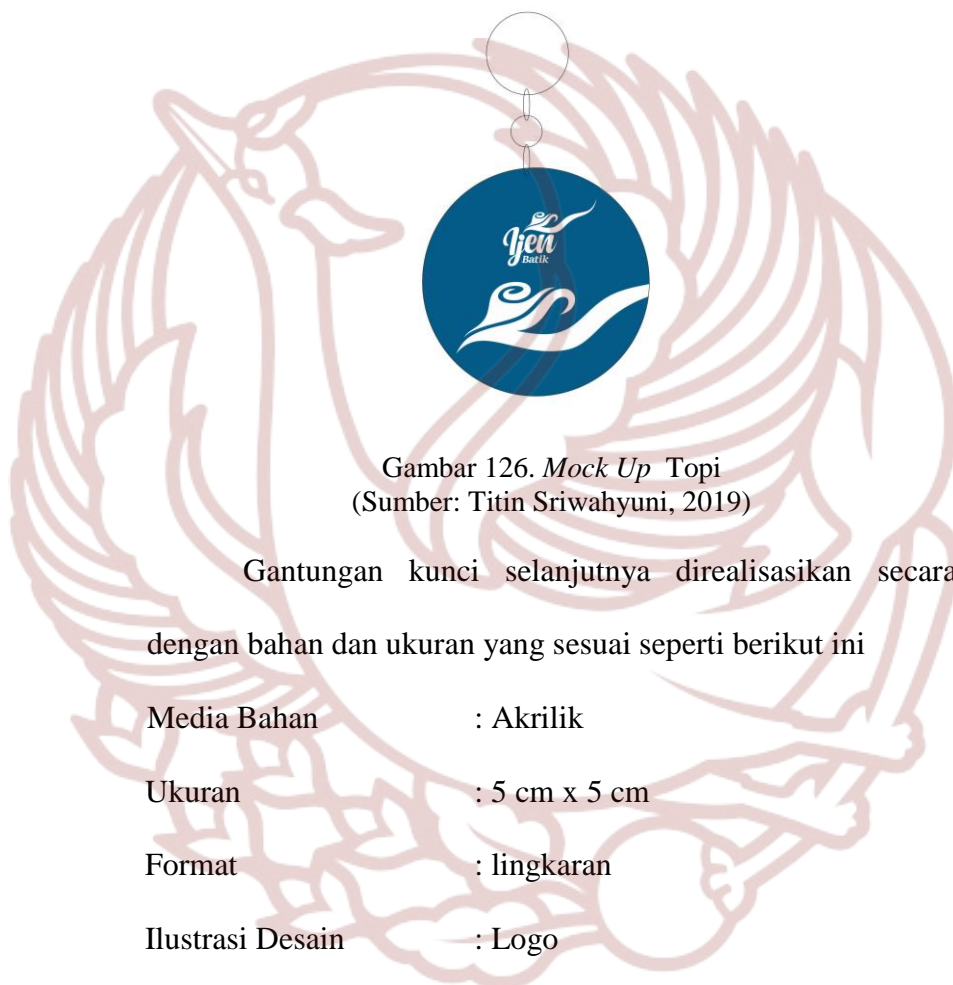 Ijen
Batik
Gambar 126. Mock Up Topi
(Sumber: Titin Sriwahyuni, 2019)
Gantungan kunci selanjutnya direalisasikan secara
dengan bahan dan ukuran yang sesuai seperti berikut ini
Media Bahan : Akrilik
Ukuran : 5 cm x 5 cm
Format : lingkaran
Ilustrasi Desain : Logo